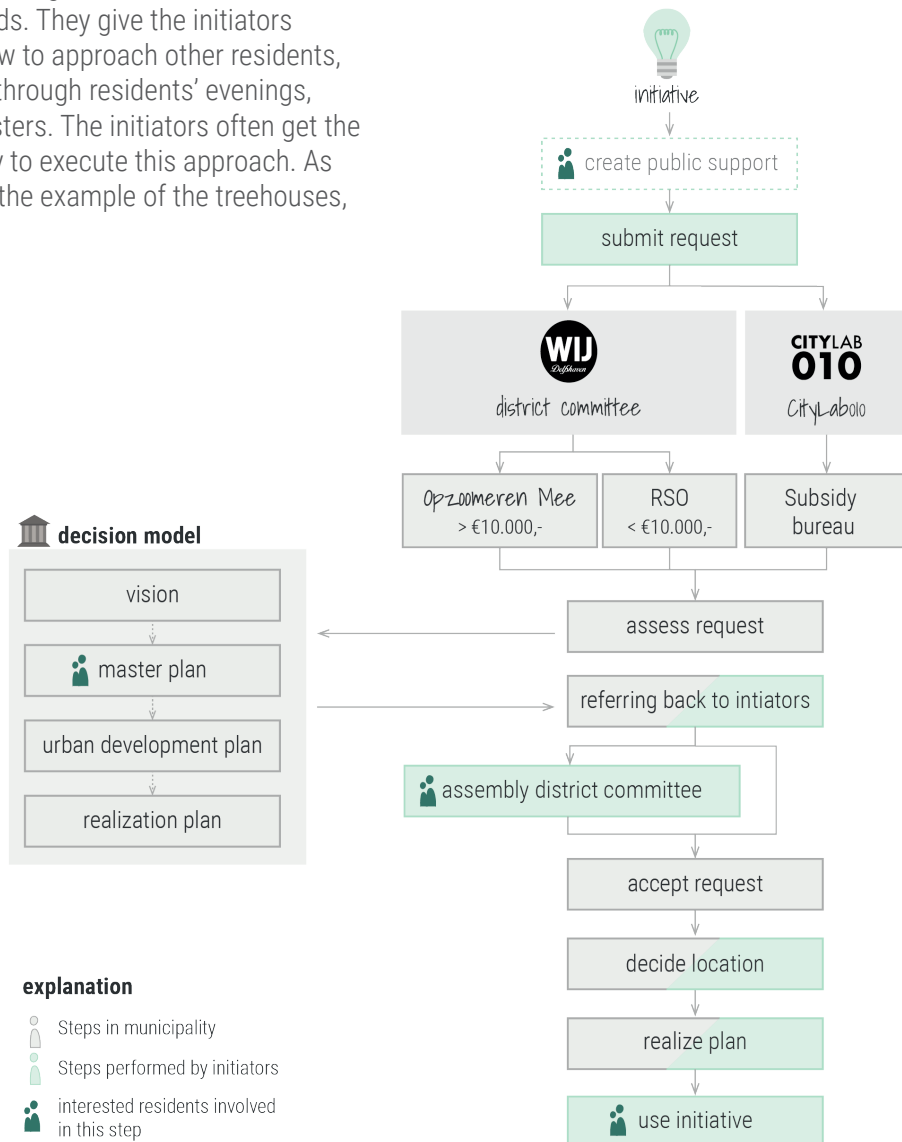 ds. They give the initiators
w to approach other residents,
through residents' evenings,
sters. The initiators often get the
y to execute this approach. As
the example of the treehouses,
initiative
create public support
submit request
WIJ
Delfshaven
district committee
CITYLAB
010
CityLab010
Opzoomeren Mee
> €10.000,-
RSO
< €10.000,-
Subsidy
bureau
decision model
vision
master plan
urban development plan
realization plan
assess request
referring back to intiators
assembly district committee
accept request
decide location
realize plan
use initiative
explanation
Steps in municipality
Steps performed by initiators
interested residents involved
in this step